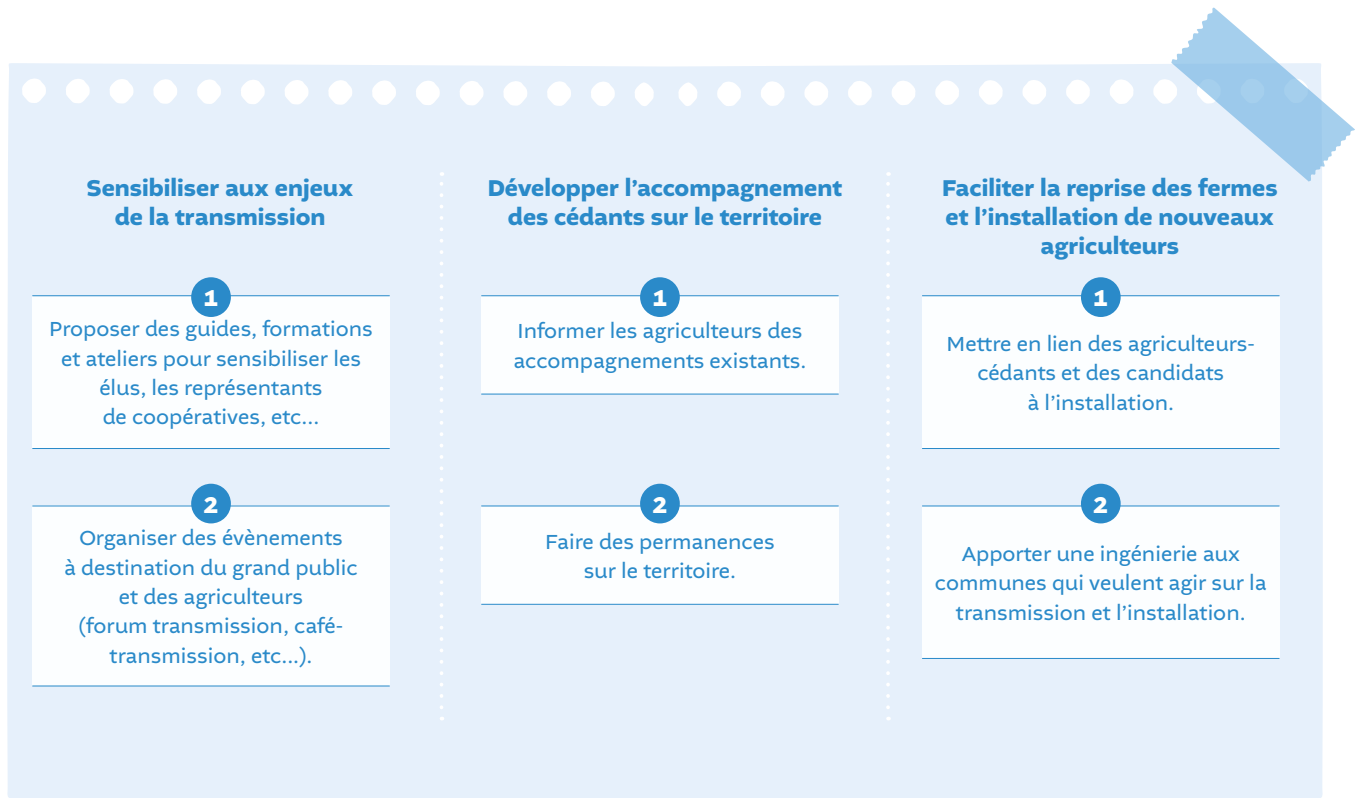 Sensibiliser aux enjeux
de la transmission
1
Proposer des guides, formations
et ateliers pour sensibiliser les
élus, les représentants
de coopératives, etc...
2
Organiser des évènements
à destination du grand public
et des agriculteurs
(forum transmission, café-
transmission, etc...).
Développer l’accompagnement
des cédants sur le territoire
1
Informer les agriculteurs des
accompagnements existants.
2
Faire des permanences
sur le territoire.
Faciliter la reprise des fermes
et l’installation de nouveaux
agriculteurs
1
Mettre en lien des agriculteurs-
cédants et des candidats
à l’installation.
2
Apporter une ingénierie aux
communes qui veulent agir sur la
transmission et l’installation.